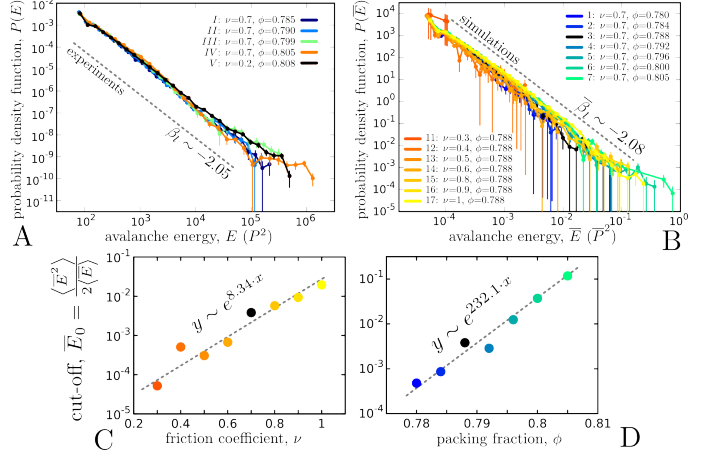 probability density function, P(E)
10^-2
10^-3
10^-4
10^-5
10^-6
10^-7
10^-8
10^-9
10^-10
10^-11
I: ν=0.7, ϕ=0.785
II: ν=0.7, ϕ=0.790
III: ν=0.7, ϕ=0.799
IV: ν=0.7, ϕ=0.805
V: ν=0.2, ϕ=0.808
experiments
β̄_I ~ −2.05
10^2 10^3 10^4 10^5 10^6
avalanche energy, E (P^2)
A
probability density function, P(E)
10^5
10^4
10^3
10^2
10^1
10^0
10^-1
10^-2
10^-3
10^-4
10^-5
1: ν=0.7, ϕ=0.780
2: ν=0.7, ϕ=0.784
3: ν=0.7, ϕ=0.788
4: ν=0.7, ϕ=0.792
5: ν=0.7, ϕ=0.796
6: ν=0.7, ϕ=0.800
7: ν=0.7, ϕ=0.805
simulations
β̄_I ~ −2.08
11: ν=0.3, ϕ=0.788
12: ν=0.4, ϕ=0.788
13: ν=0.5, ϕ=0.788
14: ν=0.6, ϕ=0.788
15: ν=0.8, ϕ=0.788
16: ν=0.9, ϕ=0.788
17: ν=1, ϕ=0.788
10^-4 10^-3 10^-2 10^-1 10^0
avalanche energy, E̅ (P̅^2)
B
cut-off, E̅_0 = ⟨E̅^2⟩ / 2⟨E̅⟩
10^-1
10^-2
10^-3
10^-4
10^-5
y ~ e^8.34·x
0.2 0.4 0.6 0.8 1
friction coefficient, ν
C
10^-1
10^-2
10^-3
10^-4
y ~ e^232.1·x
0.78 0.79 0.8 0.81
packing fraction, ϕ
D